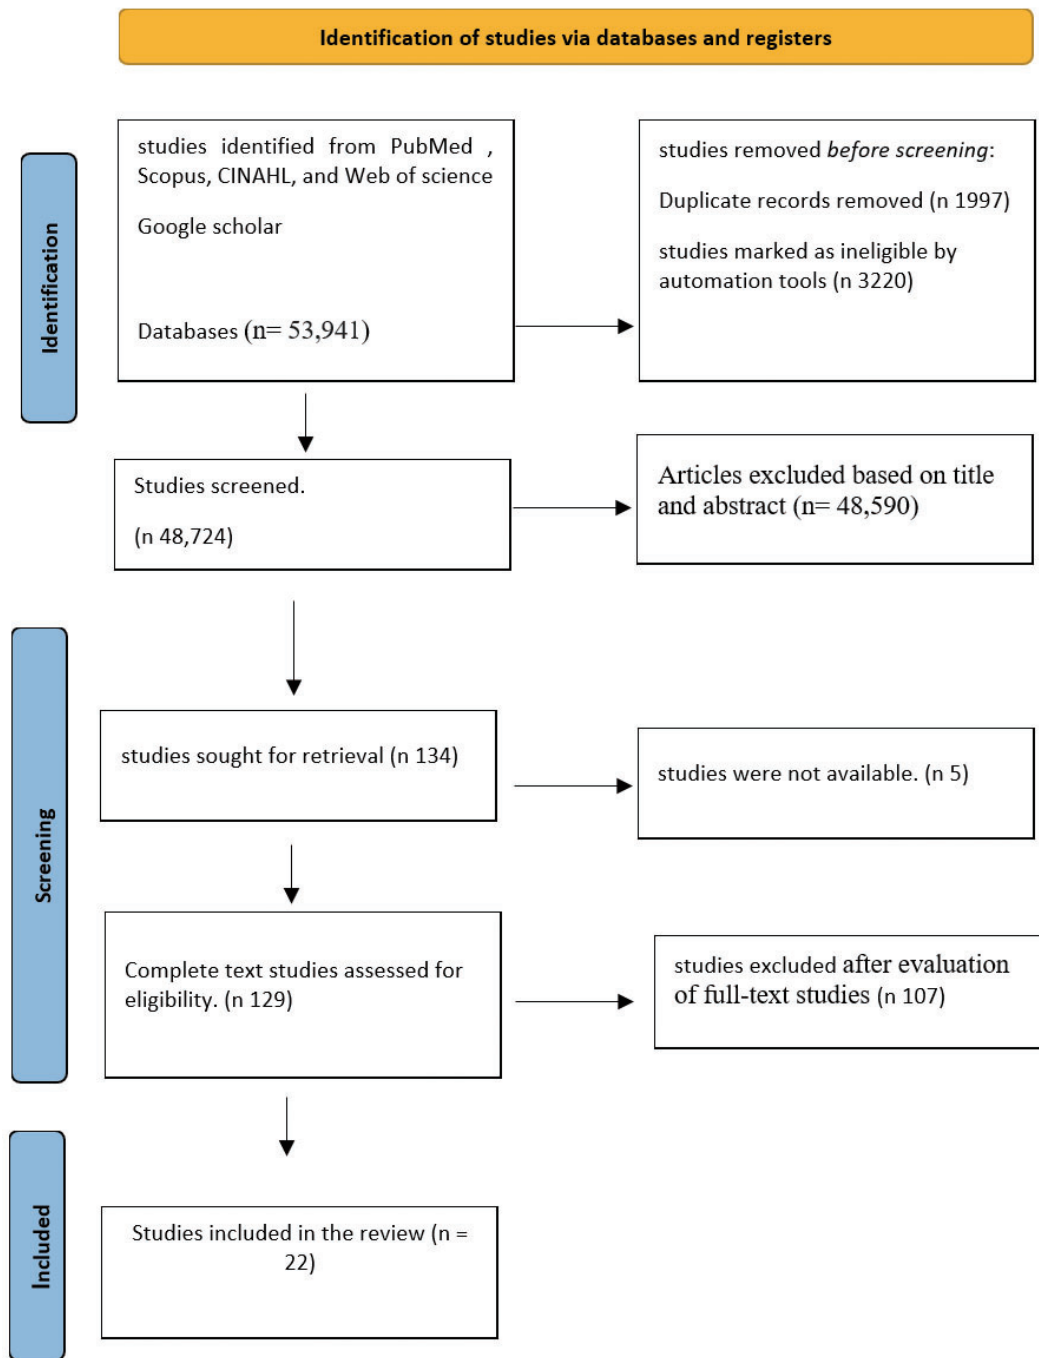 Identification of studies via databases and registers
Identification
studies identified from PubMed ,
Scopus, CINAHL, and Web of science
Google scholar
Databases (n= 53,941)
studies removed before screening:
Duplicate records removed (n 1997)
studies marked as ineligible by
automation tools (n 3220)
Studies screened.
(n 48,724)
Articles excluded based on title
and abstract (n= 48,590)
Screening
studies sought for retrieval (n 134)
studies were not available. (n 5)
Complete text studies assessed for
eligibility. (n 129)
studies excluded after evaluation
of full-text studies (n 107)
Included
Studies included in the review (n =
22)